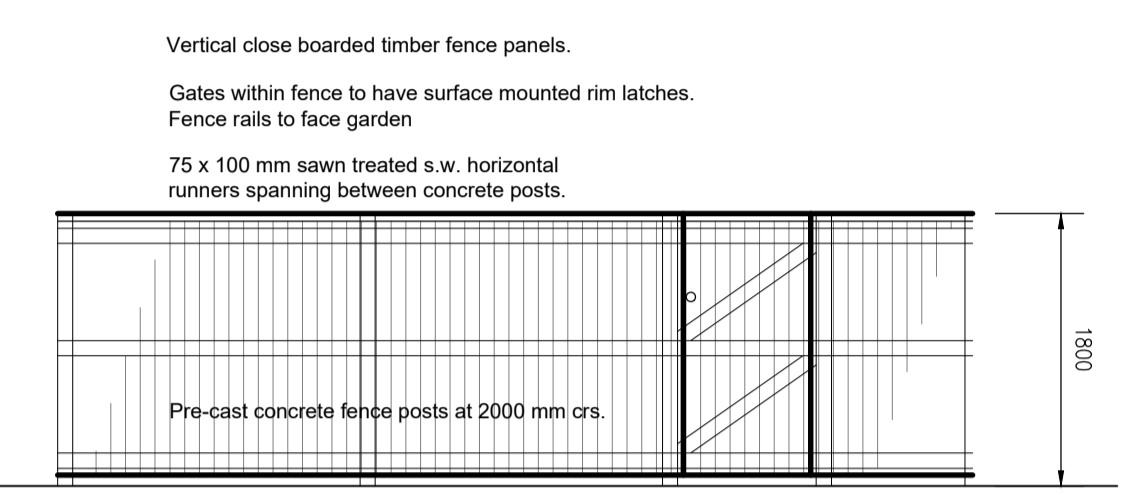 Vertical close boarded timber fence panels.
Gates within fence to have surface mounted rim latches.
Fence rails to face garden
75 x 100 mm sawn treated s.w. horizontal
runners spanning between concrete posts.
1800
Pre-cast concrete fence posts at 2000 mm crs.